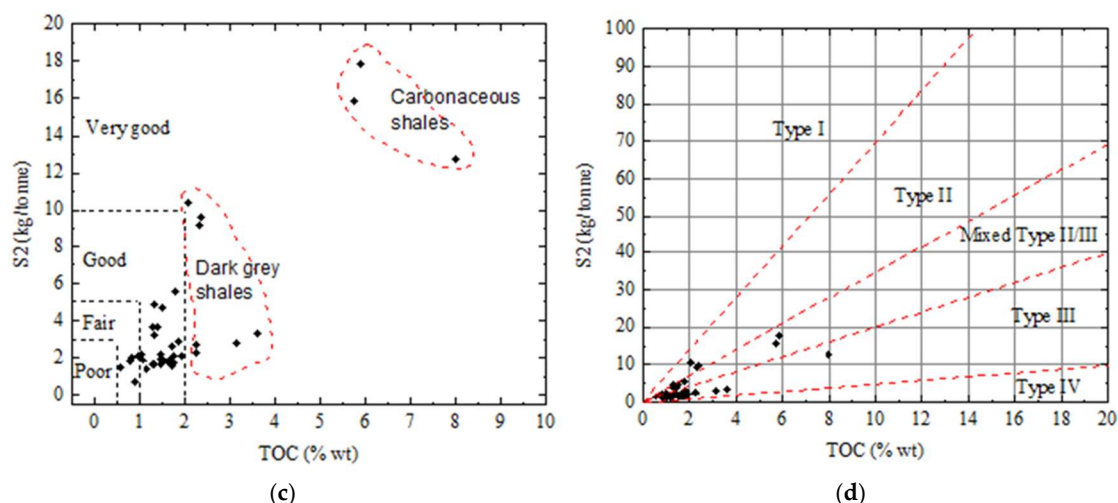 20
18
16
14
12
10
8
6
4
2
0
S2 (kg/tonne)
Very good
Good
Fair
Poor
Carbonaceous
shales
Dark grey
shales
0 1 2 3 4 5 6 7 8 9 10
TOC (% wt)
(c)
100
90
80
70
60
50
40
30
20
10
0
S2 (kg/tonne)
Type I
Type II
Mixed Type II/III
Type III
Type IV
0 2 4 6 8 10 12 14 16 18 20
TOC (% wt)
(d)